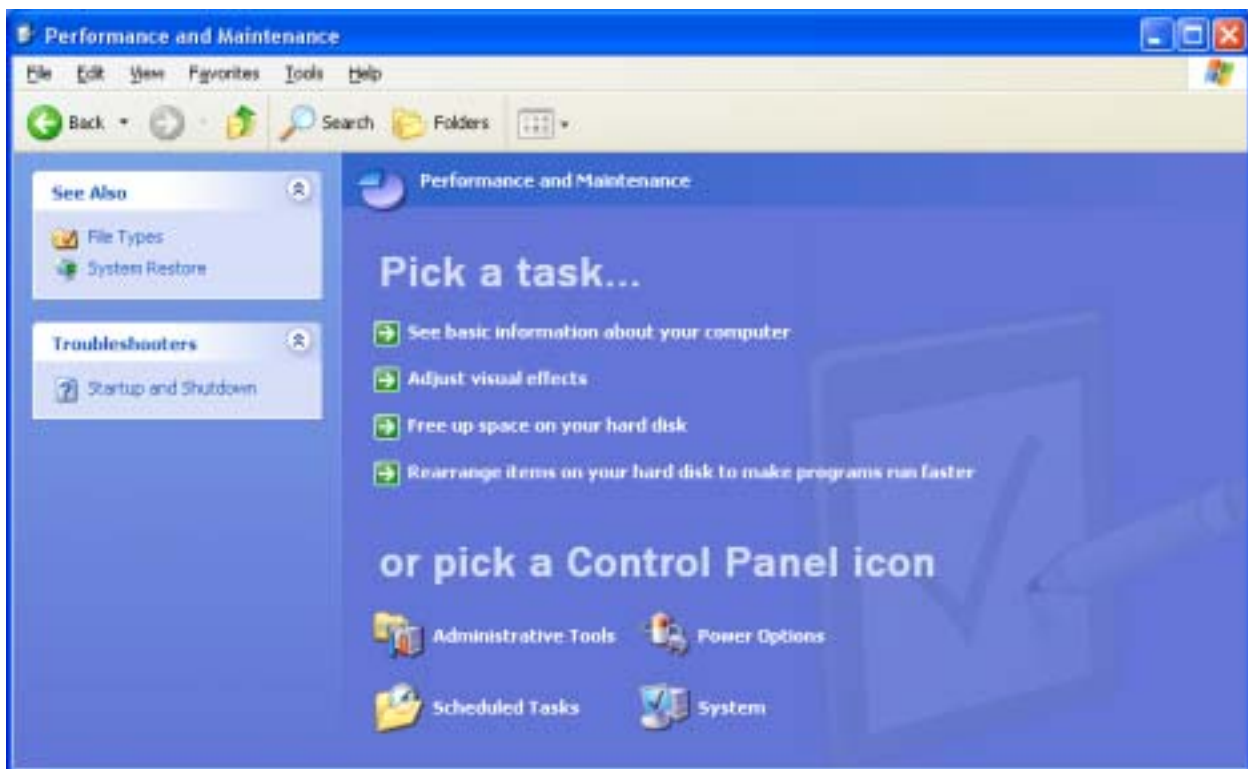 Performance and Maintenance
File Edit View Favorites Tools Help
Back Search Folders
See Also
File Types
System Restore
Troubleshooters
Startup and Shutdown
Performance and Maintenance
Pick a task...
See basic information about your computer
Adjust visual effects
Free up space on your hard disk
Rearrange items on your hard disk to make programs run faster
or pick a Control Panel icon
Administrative Tools Power Options
Scheduled Tasks System